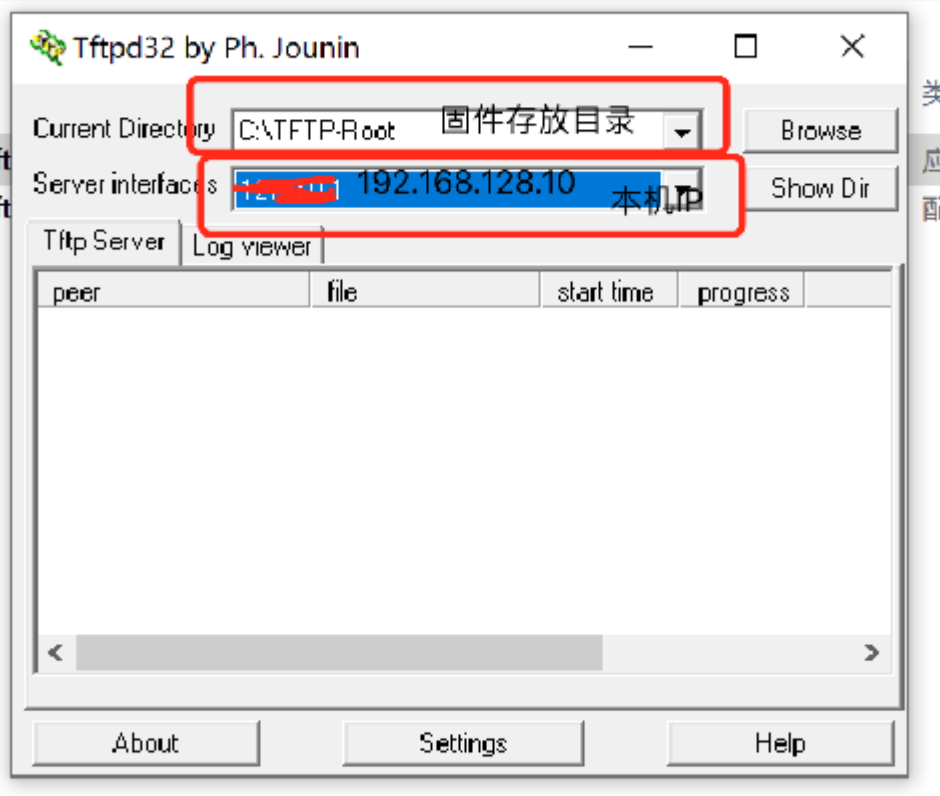 Tftpd32 by Ph. Jounin
Current Directory C:\TFTP-Root 固件存放目录 Browse
Server interfaces 192.168.128.10 本机IP Show Dir
Tftp Server Log viewer
peer file start time progress
About Settings Help